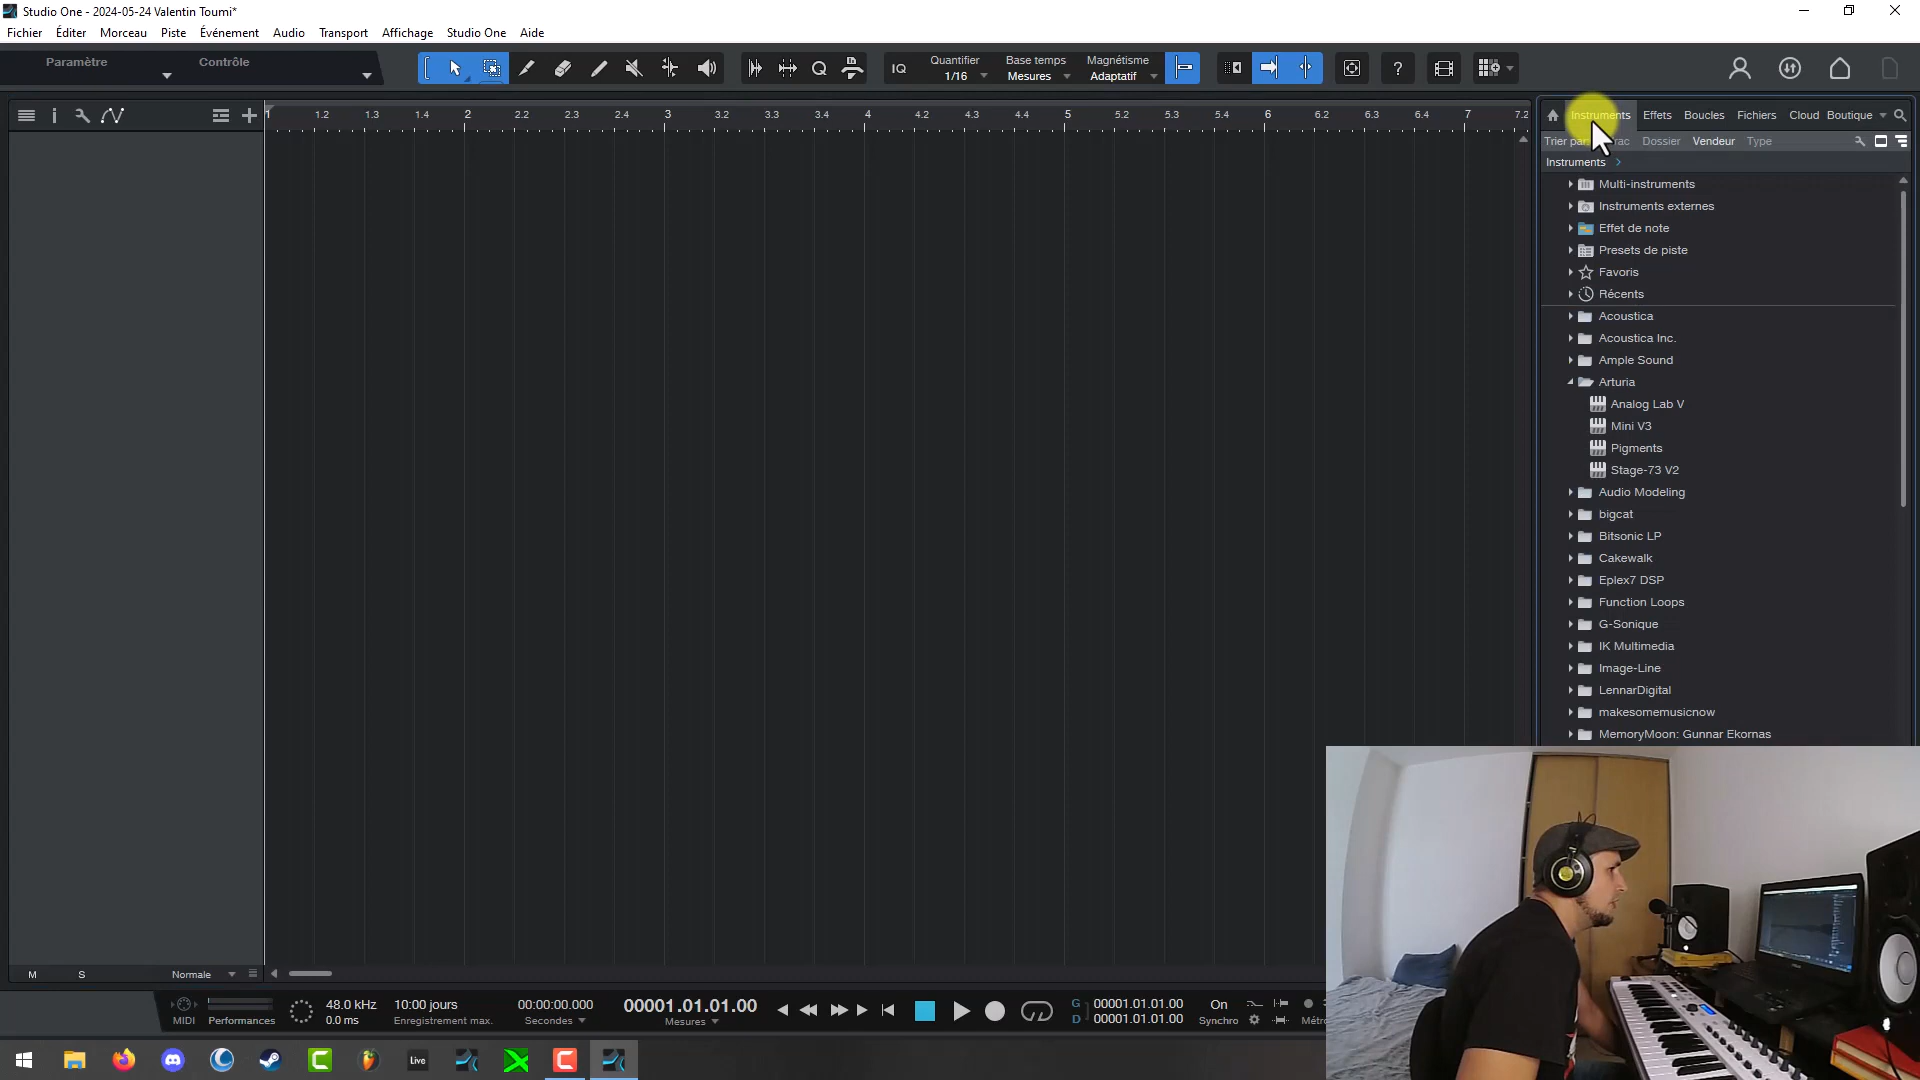 Studio One - 2024-05-24 Valentin Toumi*
Fichier Éditer Morceau Piste Événement Audio Transport Affichage Studio One Aide
Paramètre Contrôle
IQ Quantifier 1/16 Base temps Mesures Magnétisme Adaptatif ?
1 1.2 1.3 1.4 2 2.2 2.3 2.4 3 3.2 3.3 3.4 4 4.2 4.3 4.4 5 5.2 5.3 5.4 6 6.2 6.3 6.4 7 7.2
Instruments Effets Boucles Fichiers Cloud Boutique
Trier par Dossier Vendeur Type
Instruments
Multi-instruments
Instruments externes
Effet de note
Presets de piste
Favoris
Récents
Acoustica
Acoustica Inc.
Ample Sound
Arturia
Analog Lab V
Mini V3
Pigments
Stage-73 V2
Audio Modeling
bigcat
Bitsonic LP
Cakewalk
Eplex7 DSP
Function Loops
G-Sonique
IK Multimedia
Image-Line
LennarDigital
makesomemusicnow
MemoryMoon: Gunnar Ekornas
M S Normale
MIDI Performances
48.0 kHz
0.0 ms
10:00 jours
Enregistrement max.
00:00:00.000
Secondes
00001.01.01.00
Mesures
G 00001.01.01.00
D 00001.01.01.00
On
Synchro
Live